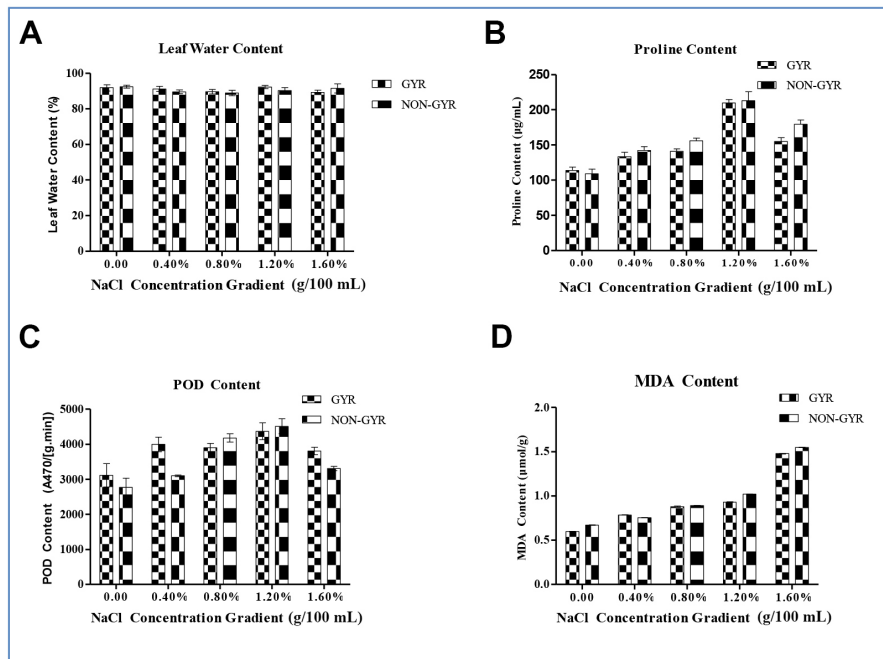 A
Leaf Water Content
GYR
NON-GYR
Leaf Water Content (%)
100
80
60
40
20
0
0.00 0.40% 0.80% 1.20% 1.60%
NaCl Concentration Gradient (g/100 mL)
B
Proline Content
GYR
NON-GYR
Proline Content (µg/mL)
250
200
150
100
50
0
0.00 0.40% 0.80% 1.20% 1.60%
NaCl Concentration Gradient (g/100 mL)
C
POD Content
GYR
NON-GYR
POD Content (A470/[g.min])
5000
4000
3000
2000
1000
0
0.00 0.40% 0.80% 1.20% 1.60%
NaCl Concentration Gradient (g/100 mL)
D
MDA Content
GYR
NON-GYR
MDA Content (µmol/g)
2.0
1.5
1.0
0.5
0.0
0.00 0.40% 0.80% 1.20% 1.60%
NaCl Concentration Gradient (g/100 mL)